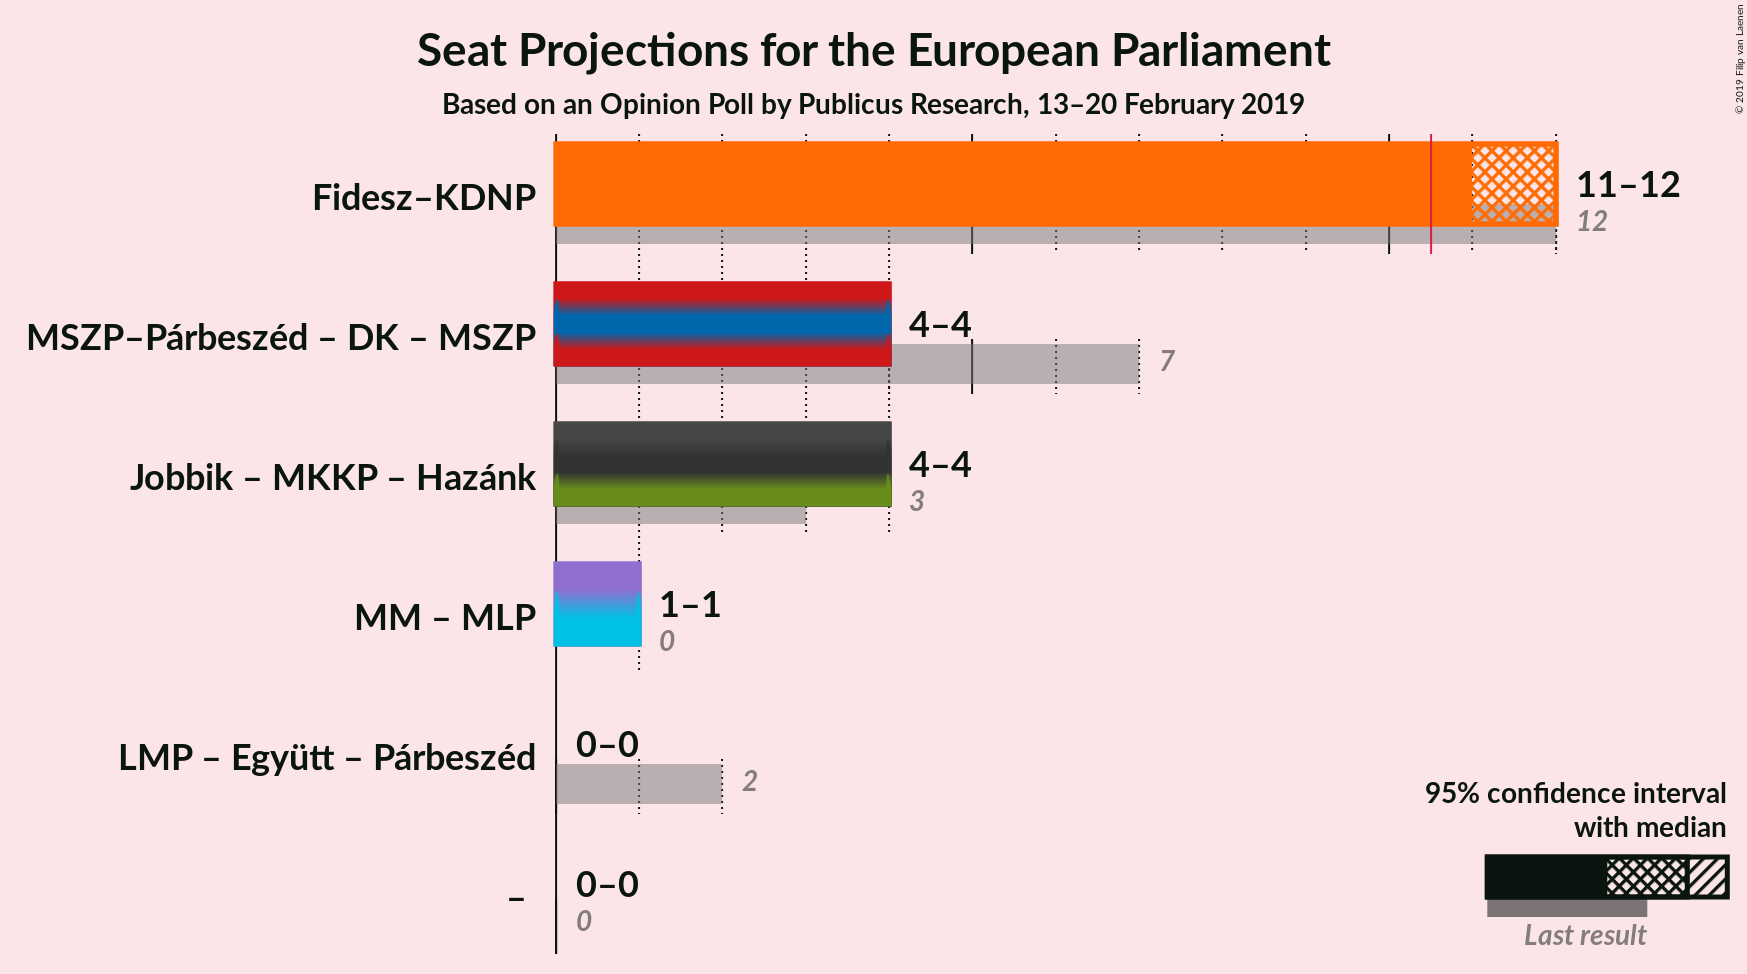 Seat Projections for the European Parliament
Based on an Opinion Poll by Publicus Research, 13–20 February 2019
© 2019 Filip van Laenen
Fidesz–KDNP
11–12
12
MSZP–Párbeszéd – DK – MSZP
4–4
7
Jobbik – MKKP – Hazánk
4–4
3
MM – MLP
1–1
0
LMP – Együtt – Párbeszéd
0–0
2
–
0–0
0
95% confidence interval
with median
Last result